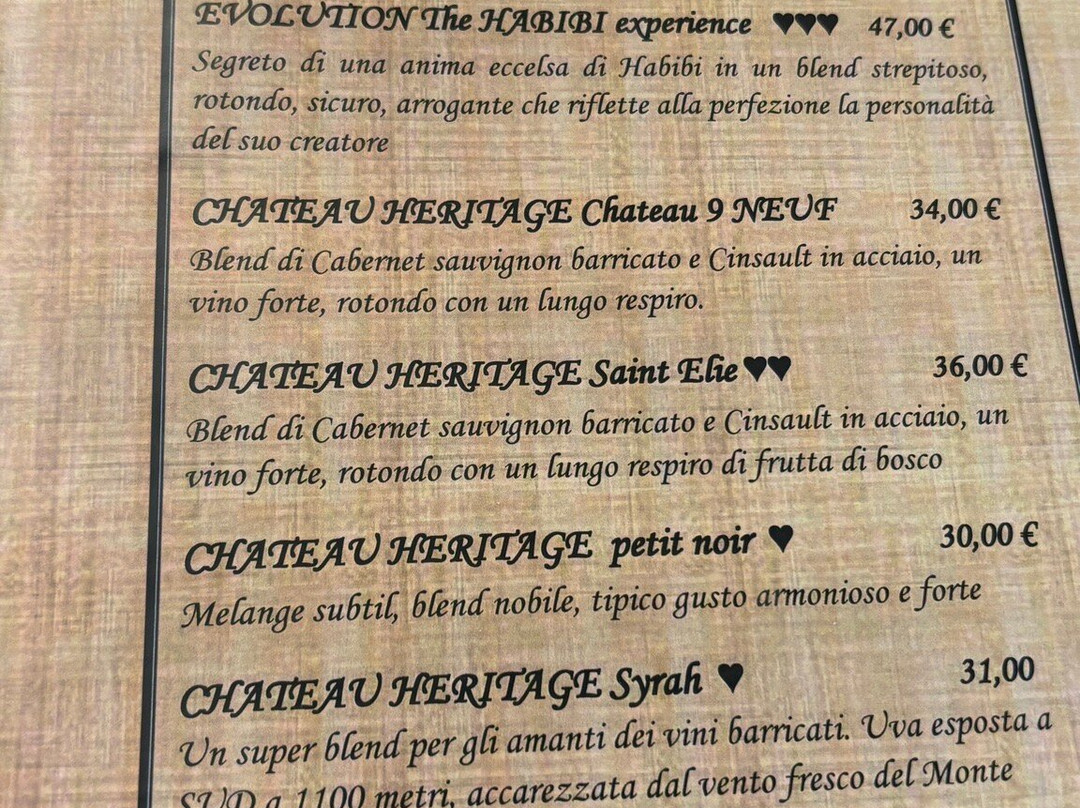 EVOLUTION The HABIBI experience ♥♥♥ 47,00 €
Segreto di una anima eccelsa di Habibi in un blend strepitoso,
rotondo, sicuro, arrogante che riflette alla perfezione la personalità
del suo creatore
CHATEAU HERITAGE Chateau 9 NEUF 34,00 €
Blend di Cabernet sauvignon barricato e Cinsault in acciaio, un
vino forte, rotondo con un lungo respiro.
CHATEAU HERITAGE Saint Elie ♥♥ 36,00 €
Blend di Cabernet sauvignon barricato e Cinsault in acciaio, un
vino forte, rotondo con un lungo respiro di frutta di bosco
CHATEAU HERITAGE petit noir ♥ 30,00 €
Melange subtil, blend nobile, tipico gusto armonioso e forte
CHATEAU HERITAGE Syrah ♥ 31,00
Un super blend per gli amanti dei vini barricati. Uva esposta a
SUD a 1100 metri, accarezzata dal vento fresco del Monte